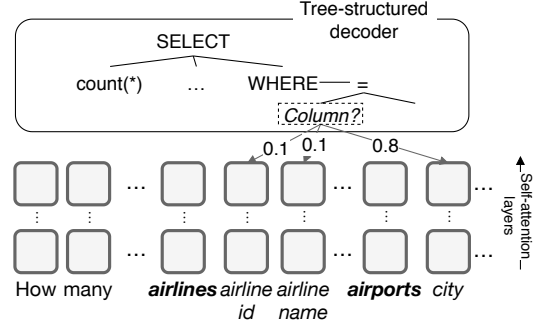 Tree-structured
decoder
SELECT
count(*) ... WHERE =
Column?
0.1 0.1 0.8
... ... ... ...
Self-attention
layers
... ... ... ...
How many airlines airline airline airports city
id name